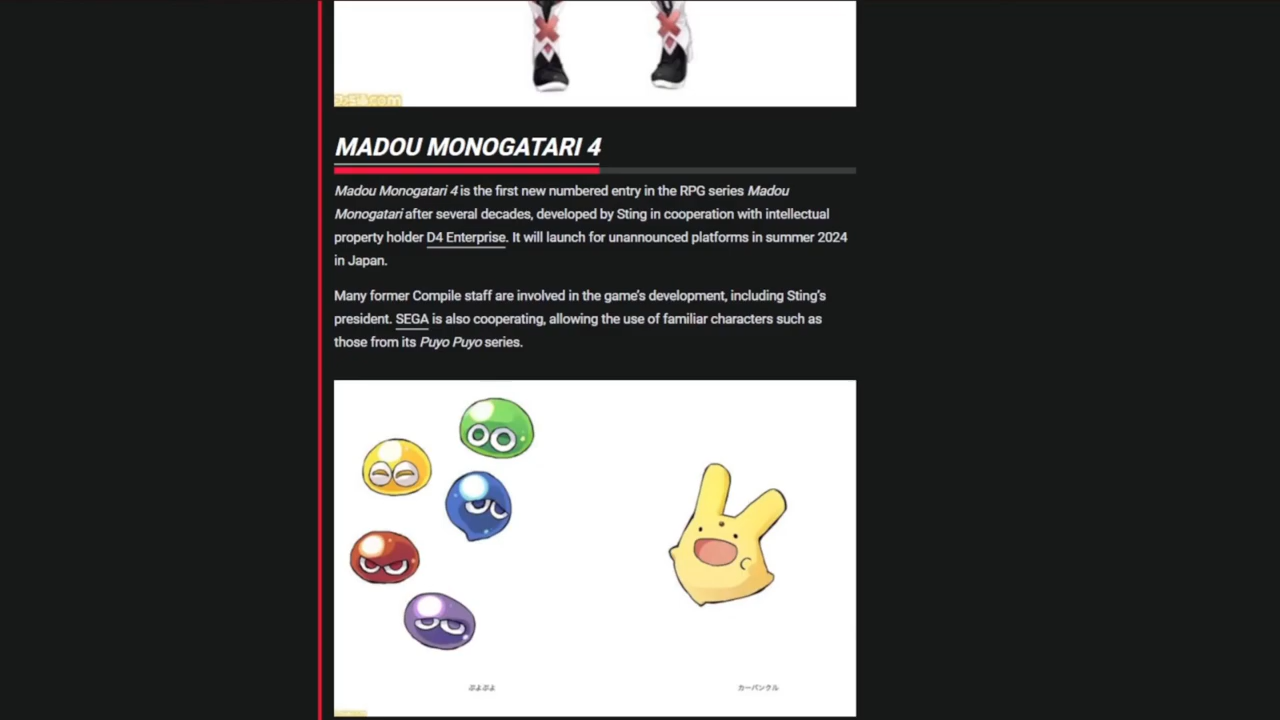 MADOU MONOGATARI 4
Madou Monogatari 4 is the first new numbered entry in the RPG series Madou
Monogatari after several decades, developed by Sting in cooperation with intellectual
property holder D4 Enterprise. It will launch for unannounced platforms in summer 2024
in Japan.
Many former Compile staff are involved in the game's development, including Sting's
president. SEGA is also cooperating, allowing the use of familiar characters such as
those from its Puyo Puyo series.
ぷよぷよ
カーバンクル